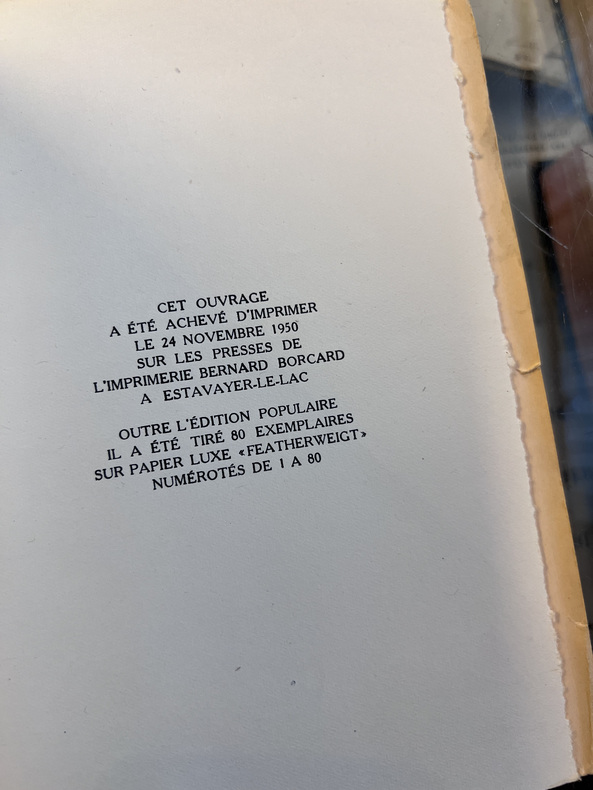 CET OUVRAGE
A ÉTÉ ACHEVÉ D'IMPRIMER
LE 24 NOVEMBRE 1950
SUR LES PRESSES DE
L'IMPRIMERIE BERNARD BORCARD
A ESTAVAYER-LE-LAC
OUTRE L'ÉDITION POPULAIRE
IL A ÉTÉ TIRÉ 80 EXEMPLAIRES
SUR PAPIER LUXE «FEATHERWEIGT»
NUMÉROTÉS DE 1 A 80